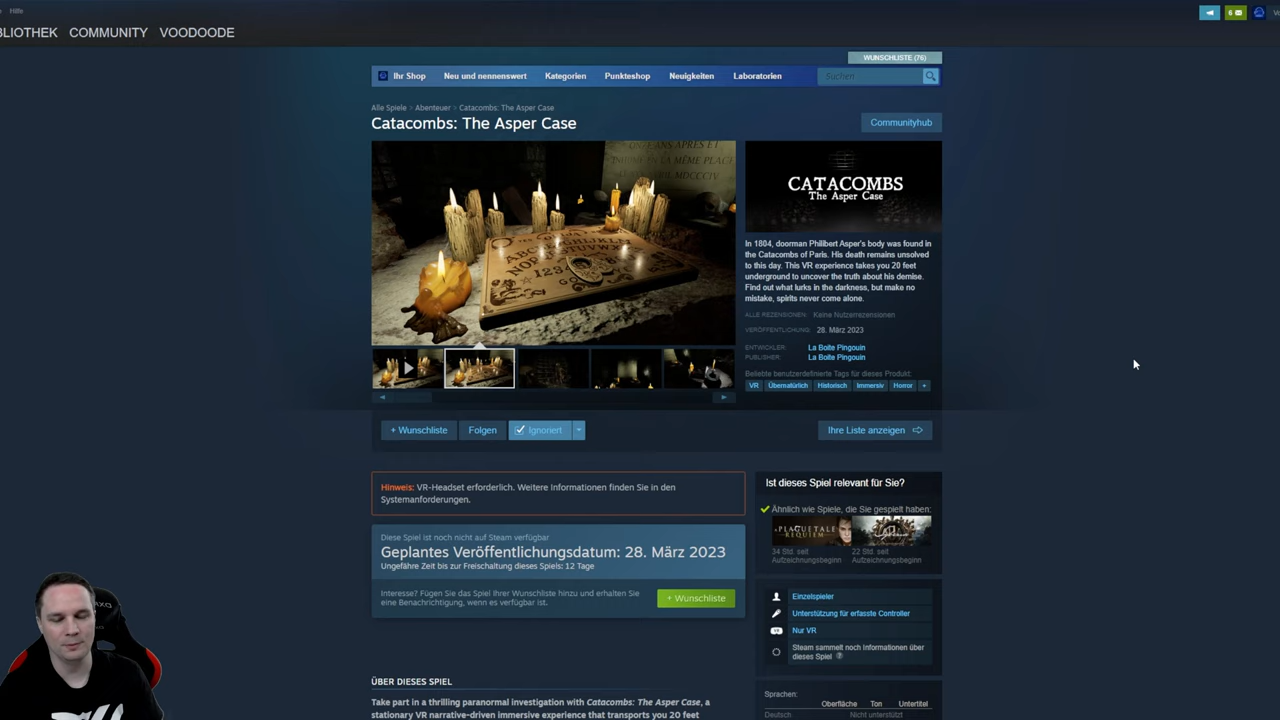 Hilfe
6
BLIOTHEK COMMUNITY VOODOODE
WUNSCHLISTE (76)
Ihr Shop Neu und nennenswert Kategorien Punkteshop Neuigkeiten Laboratorien Suchen
Alle Spiele > Abenteuer > Catacombs: The Asper Case
Catacombs: The Asper Case
Communityhub
CATACOMBS
The Asper Case
In 1804, doorman Philibert Asper's body was found in
the Catacombs of Paris. His death remains unsolved
to this day. This VR experience takes you 20 feet
underground to uncover the truth about his demise.
Find out what lurks in the darkness, but make no
mistake, spirits never come alone.
ALLE REZENSIONEN: Keine Nutzerrezensionen
VERÖFFENTLICHUNG: 28. März 2023
ENTWICKLER: La Boite Pingouin
PUBLISHER: La Boite Pingouin
Beliebte benutzerdefinierte Tags für dieses Produkt:
VR Übernatürlich Historisch Immersiv Horror +
+ Wunschliste Folgen Ignoriert
Ihre Liste anzeigen
Hinweis: VR-Headset erforderlich. Weitere Informationen finden Sie in den
Systemanforderungen.
Diese Spiel ist noch nicht auf Steam verfügbar
Geplantes Veröffentlichungsdatum: 28. März 2023
Ungefähre Zeit bis zur Freischaltung dieses Spiels: 12 Tage
Interesse? Fügen Sie das Spiel Ihrer Wunschliste hinzu und erhalten Sie
eine Benachrichtigung, wenn es verfügbar ist.
+ Wunschliste
Ist dieses Spiel relevant für Sie?
Ähnlich wie Spiele, die Sie gespielt haben:
A PLAGUE TALE
REQUIEM
34 Std. seit
Aufzeichnungsbeginn
22 Std. seit
Aufzeichnungsbeginn
Einzelspieler
Unterstützung für erfasste Controller
Nur VR
Steam sammelt noch Informationen über
dieses Spiel
Sprachen:
Oberfläche Ton Untertitel
Deutsch Nicht unterstützt
ÜBER DIESES SPIEL
Take part in a thrilling paranormal investigation with Catacombs: The Asper Case, a
stationary VR narrative-driven immersive experience that transports you 20 feet